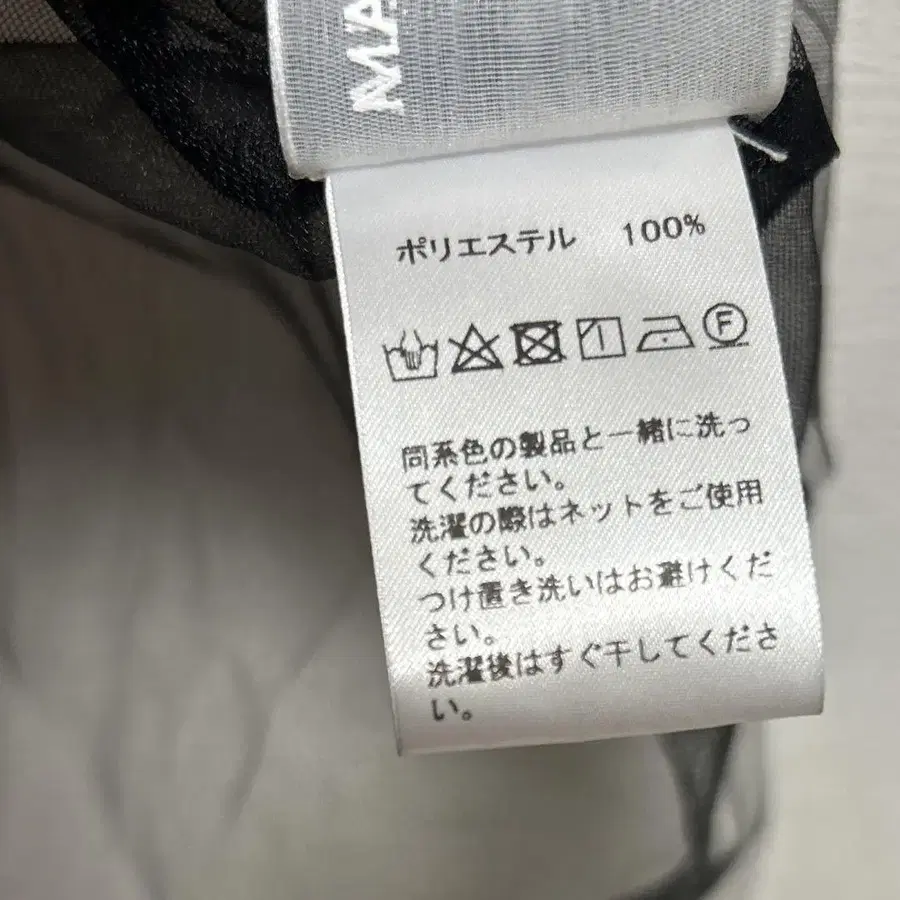 MA
ポリエステル 100%
F
同系色の製品と一緒に洗っ
てください。
洗濯の際はネットをご使用
ください。
つけ置き洗いはお避けくだ
さい。
洗濯後はすぐ干してくださ
い。